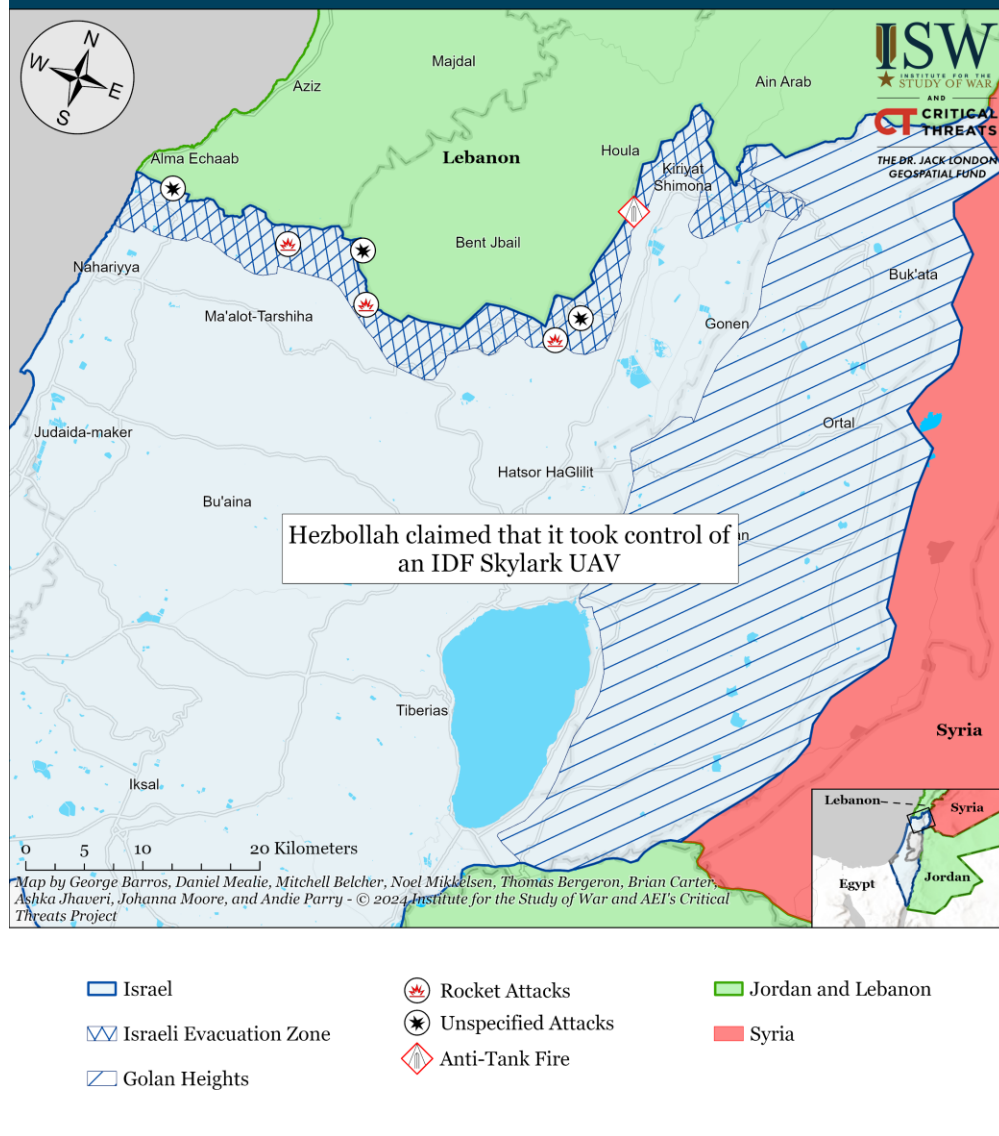 N
W
E
S
ISW
INSTITUTE FOR THE
STUDY OF WAR
AND
CT CRITICAL
THREATS
THE DR. JACK LONDON
GEOSPATIAL FUND
Majdal
Aziz
Ain Arab
Alma Echaab
Lebanon
Houla
Kiriyat
Shimona
Bent Jbail
Nahariyya
Buk'ata
Ma'alot-Tarshiha
Gonen
Ortal
Judaida-maker
Hatsor HaGlilit
Bu'aina
Hezbollah claimed that it took control of
an IDF Skylark UAV
Tiberias
Syria
Iksal
0 5 10 20 Kilometers
Map by George Barros, Daniel Mealie, Mitchell Belcher, Noel Mikkelsen, Thomas Bergeron, Brian Carter,
Ashka Jhaveri, Johanna Moore, and Andie Parry - © 2024 Institute for the Study of War and AEI's Critical
Threats Project
Lebanon
Syria
Egypt
Jordan
Israel
Israeli Evacuation Zone
Golan Heights
Rocket Attacks
Unspecified Attacks
Anti-Tank Fire
Jordan and Lebanon
Syria